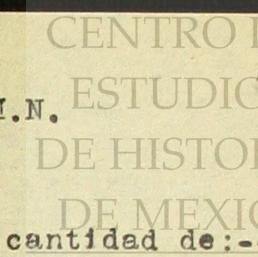 CENTRO
ESTUDIO
M.N.
DE HISTO
DE MEXIC
cantidad de:-